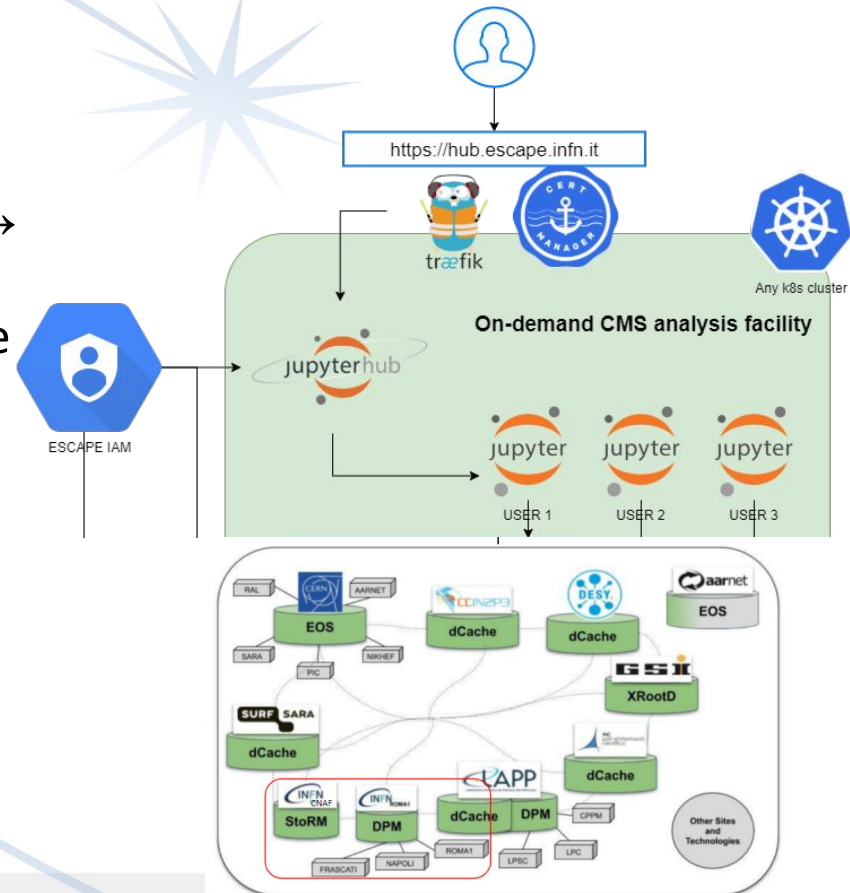 https://hub.escape.infn.it
CERT
MANAGER
træfik
→
Any k8s cluster
On-demand CMS analysis facility
e
jupyterhub
ESCAPE IAM
jupyter
jupyter
jupyter
USER 1
USER 2
USER 3
RAL
CERN
AARNET
EOS
SARA
PIC
NIKHEF
CCIN2P3
dCache
DESY.
dCache
aarnet
EOS
GSI
XRootD
SURF SARA
dCache
PIC
dCache
INFN
CNAF
StoRM
INFN
ROMA1
DPM
LAPP
dCache
DPM
CPPM
LPC
LPSC
FRASCATI
NAPOLI
ROMA1
Other Sites
and
Technologies